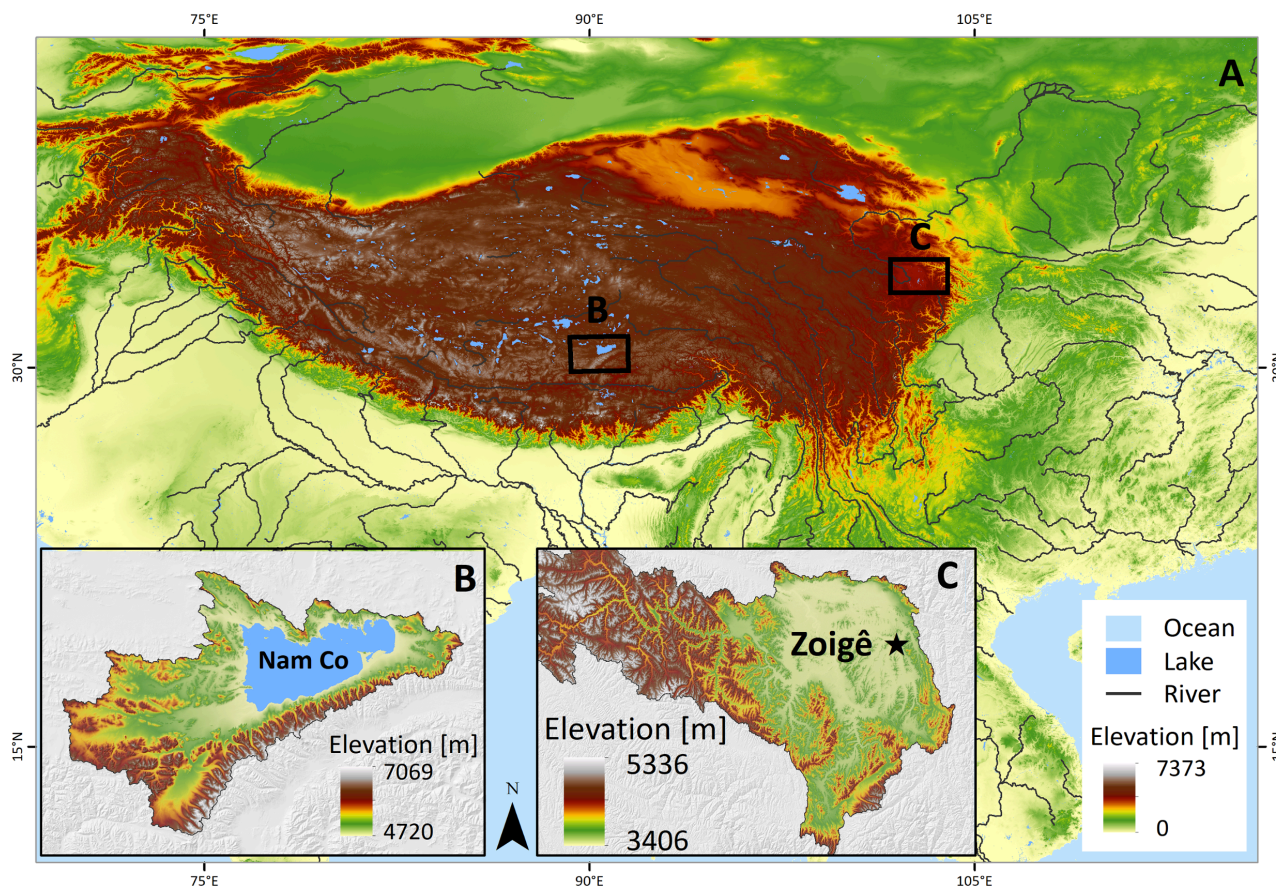 75°E 90°E 105°E
A
C
B
30°N 30°N
B
Nam Co
Elevation [m]
7069
4720
N
C
Zoigê
Elevation [m]
5336
3406
Ocean
Lake
River
Elevation [m]
7373
0
15°N 15°N
75°E 90°E 105°E